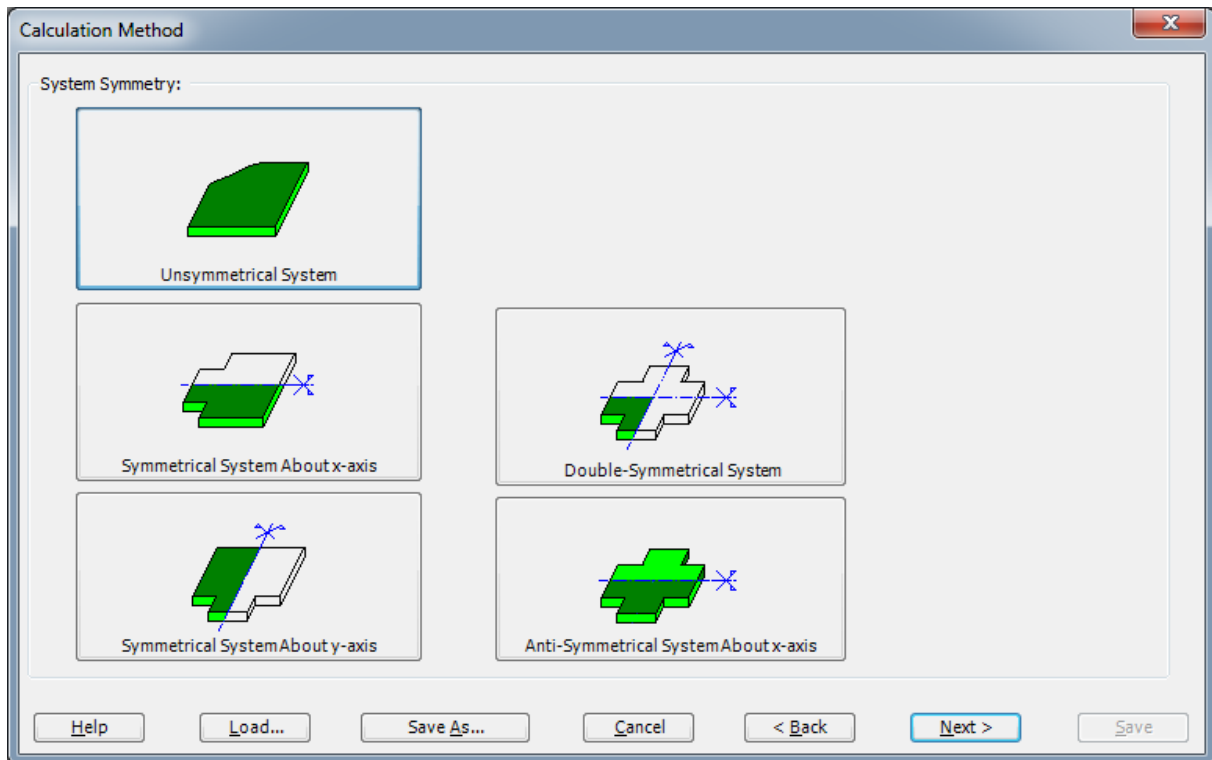 Calculation Method
System Symmetry:
Unsymmetrical System
Symmetrical System About x-axis
Double-Symmetrical System
Symmetrical System About y-axis
Anti-Symmetrical System About x-axis
Help
Load...
Save As...
Cancel
< Back
Next >
Save